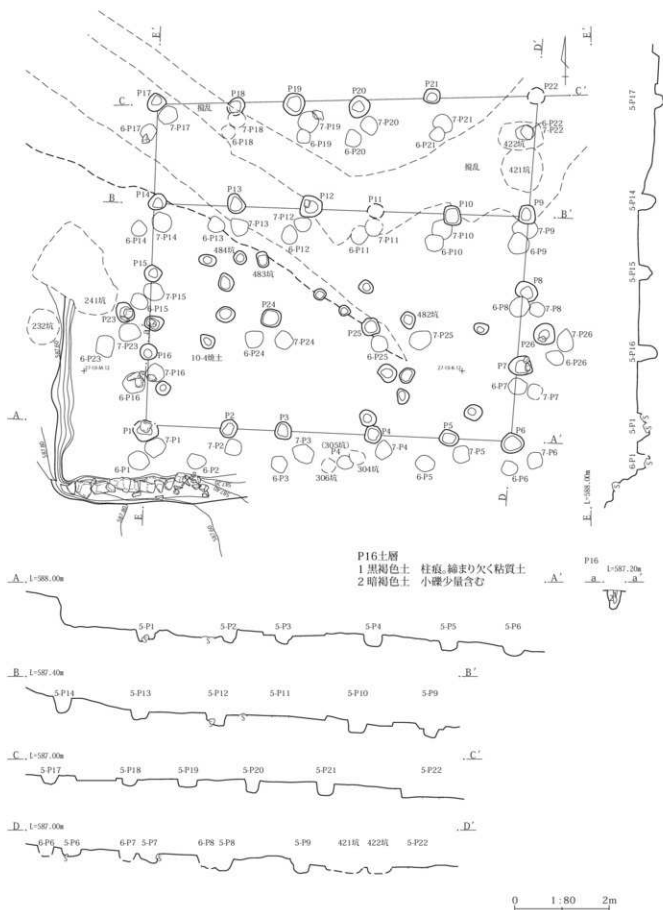 E′
D′
E′
P17
P18
P19
P20
P21
P22
C
C′
撹乱
6-P17
7-P17
7-P18
6-P18
7-P19
6-P19
7-P20
6-P20
7-P21
6-P21
6-P22
7-P22
422坑
421坑
撹乱
P14
P13
P12
P11
P10
P9
B
B′
6-P14
7-P14
6-P13
7-P13
7-P12
6-P12
7-P11
6-P11
7-P10
6-P10
7-P9
6-P9
484坑
483坑
P15
P8
241坑
232坑
7-P15
6-P15
P23
P24
482坑
6-P8
7-P8
P25
P26
7-P26
6-P26
6-P23
7-P23
10-4焼土
6-P24
7-P24
6-P25
7-P25
P16
P7
7-P16
6-P16
6-P7
7-P7
A
A′
P1
P2
P3
P4
P5
P6
7-P1
6-P1
7-P2
6-P2
7-P3
6-P3
(305坑)
P4
306坑
304坑
7-P4
6-P5
7-P5
6-P6
7-P6
E
D
5-P17
5-P14
5-P15
5-P16
5-P1
6-P1
E
L=588.00m
P16土層
1 黒褐色土 柱痕。締まり欠く粘質土
2 暗褐色土 小礫少量含む
P16
L=587.20m
a
a′
A
L=588.00m
A′
5-P1
5-P2
5-P3
5-P4
5-P5
5-P6
B
L=587.40m
B′
5-P14
5-P13
5-P12
5-P11
5-P10
5-P9
C
L=587.00m
C′
5-P17
5-P18
5-P19
5-P20
5-P21
5-P22
D
L=587.00m
D′
6-P6
5-P6
6-P7
5-P7
6-P8
5-P8
5-P9
421坑
422坑
5-P22
0
1:80
2m